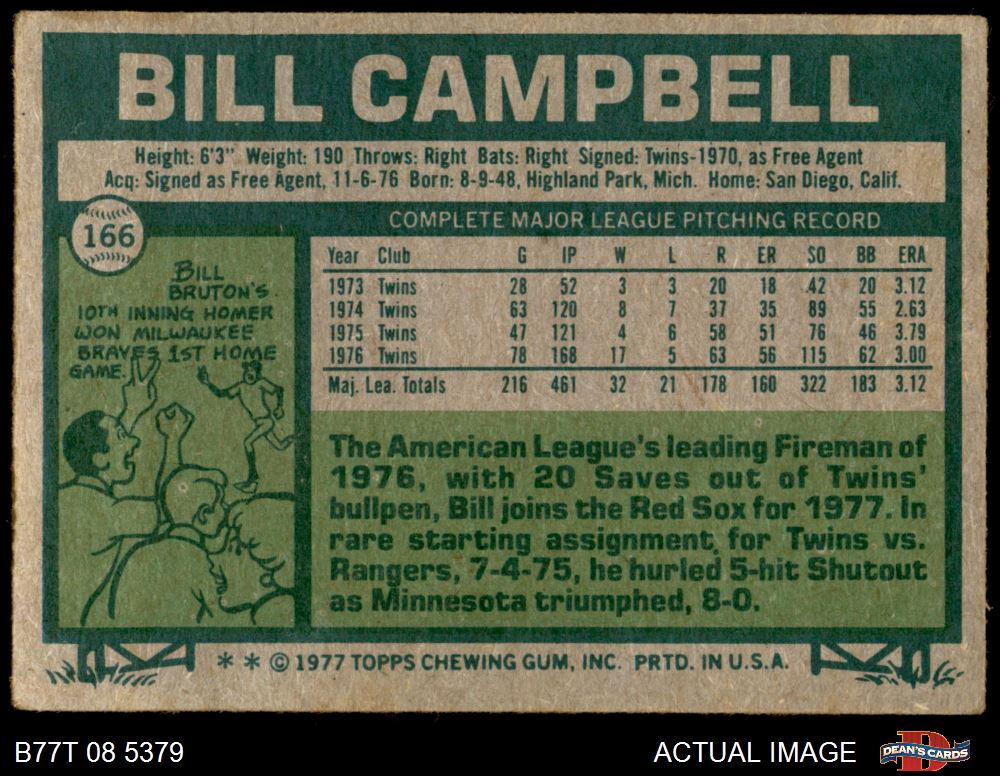 BILL CAMPBELL
Height: 6'3" Weight: 190 Throws: Right Bats: Right Signed: Twins-1970, as Free Agent
Acq: Signed as Free Agent, 11-6-76 Born: 8-9-48, Highland Park, Mich. Home: San Diego, Calif.
166
BILL
BRUTON'S
10TH INNING HOMER
WON MILWAUKEE
BRAVES 1ST HOME
GAME.
COMPLETE MAJOR LEAGUE PITCHING RECORD
Year Club G IP W L R ER SO BB ERA
1973 Twins 28 52 3 3 20 18 42 20 3.12
1974 Twins 63 120 8 7 37 35 89 55 2.63
1975 Twins 47 121 4 6 58 51 76 46 3.79
1976 Twins 78 168 17 5 63 56 115 62 3.00
Maj. Lea. Totals 216 461 32 21 178 160 322 183 3.12
The American League's leading Fireman of
1976, with 20 Saves out of Twins'
bullpen, Bill joins the Red Sox for 1977. In
rare starting assignment for Twins vs.
Rangers, 7-4-75, he hurled 5-hit Shutout
as Minnesota triumphed, 8-0.
* * © 1977 TOPPS CHEWING GUM, INC. PRTD. IN U.S.A.
B77T 08 5379
ACTUAL IMAGE
D
DEAN'S CARDS